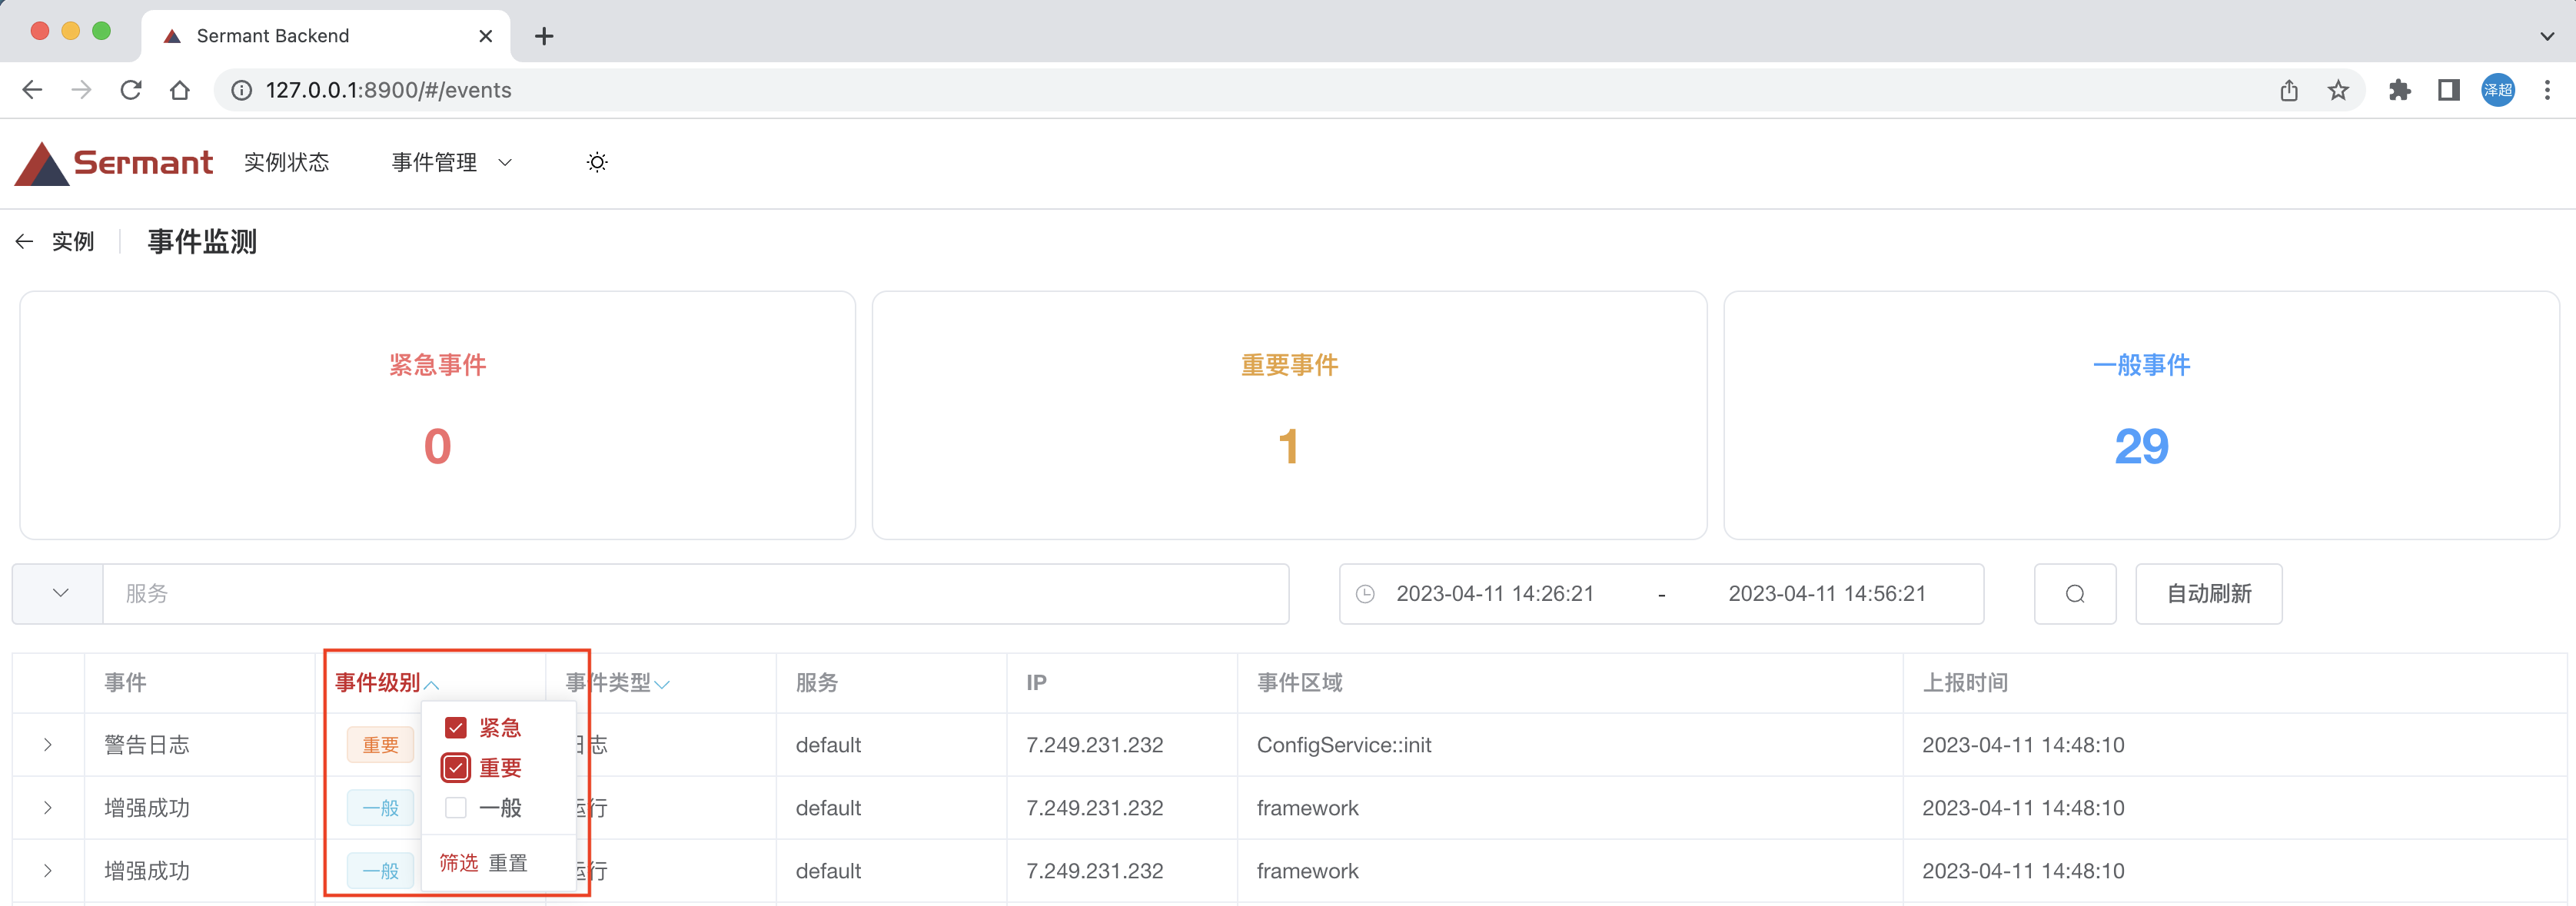 Sermant Backend
127.0.0.1:8900/#/events
泽超
Sermant 实例状态 事件管理
实例 事件监测
紧急事件 重要事件 一般事件
0 1 29
服务 2023-04-11 14:26:21 - 2023-04-11 14:56:21 自动刷新
事件 事件级别 事件类型 服务 IP 事件区域 上报时间
警告日志 重要 日志 default 7.249.231.232 ConfigService::init 2023-04-11 14:48:10
增强成功 一般 运行 default 7.249.231.232 framework 2023-04-11 14:48:10
增强成功 一般 运行 default 7.249.231.232 framework 2023-04-11 14:48:10
紧急
重要
一般
筛选 重置